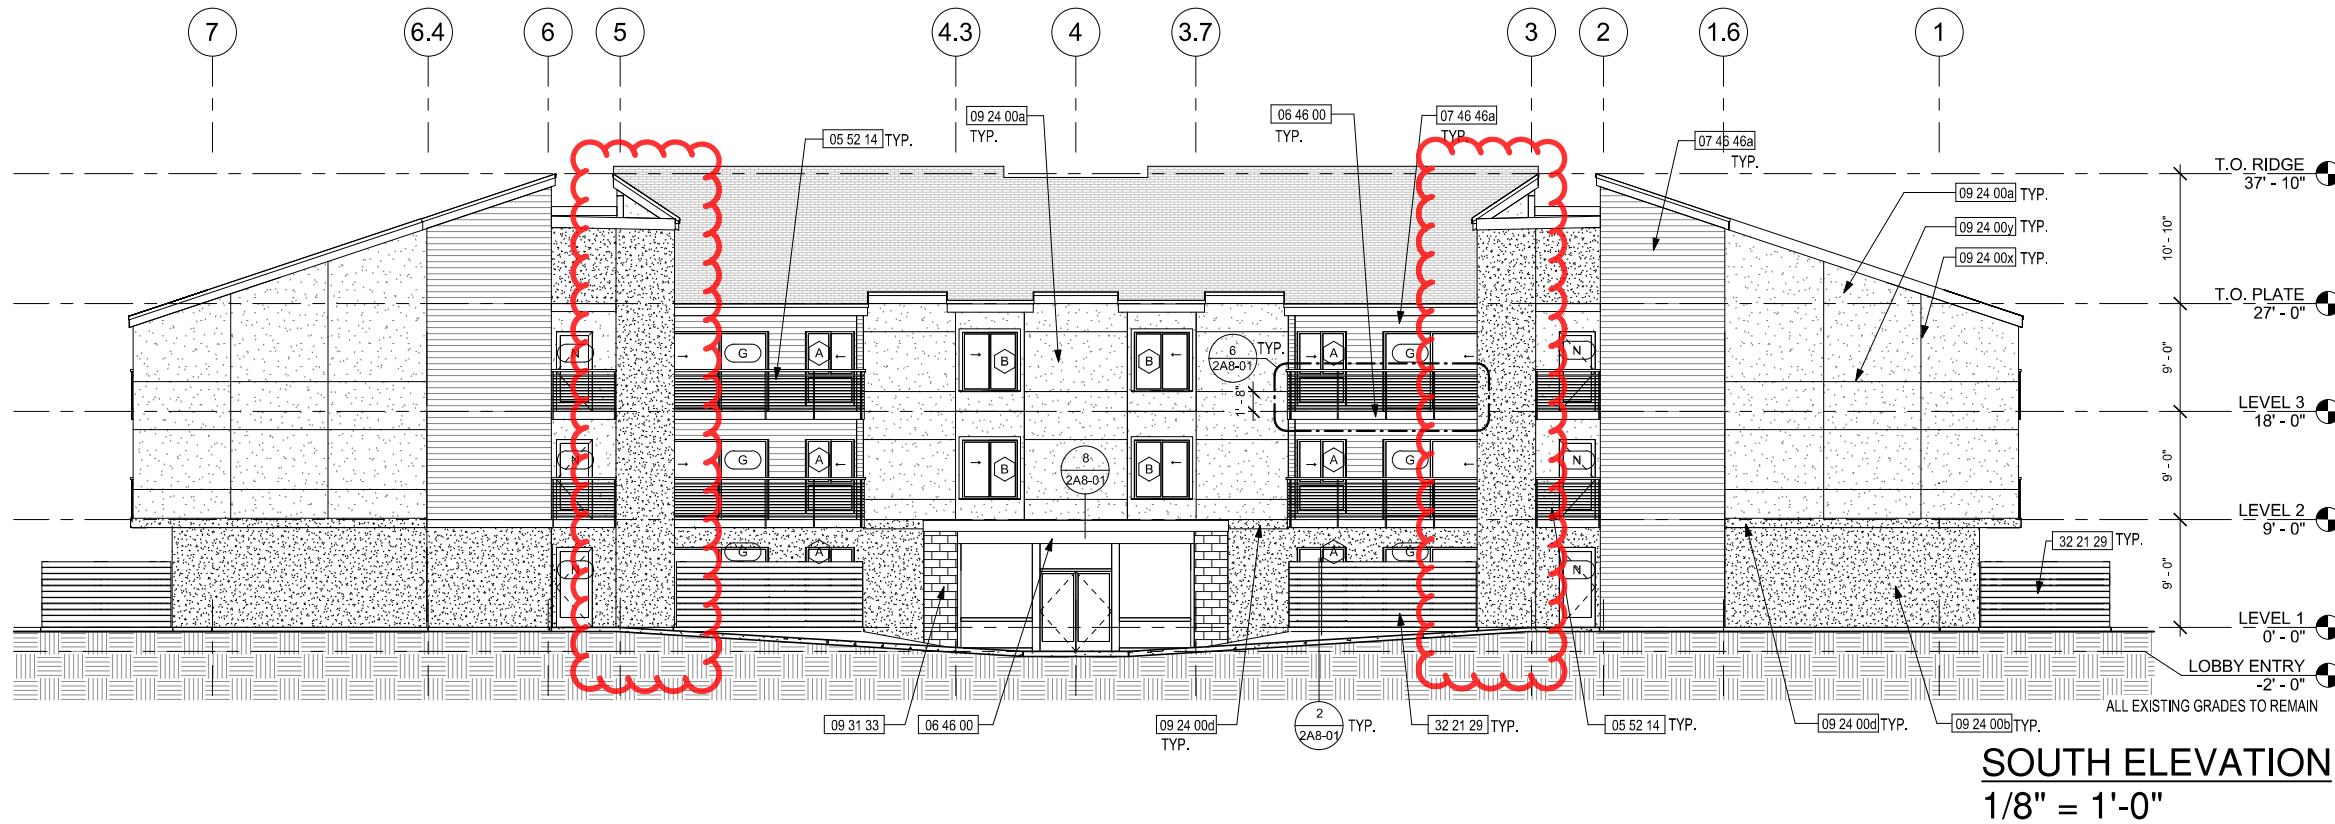 7 6.4 6 5 4.3 4 3.7 3 2 1.6 1
05 52 14 TYP.
09 24 00a
TYP.
06 46 00
TYP.
07 46 46a
TYP.
07 46 46a
TYP.
T.O. RIDGE
37' - 10"
09 24 00a TYP.
09 24 00y TYP.
09 24 00x TYP.
10' - 10"
T.O. PLATE
27' - 0"
9' - 0"
N G A B B A G N
6
2A8-01
TYP.
1' - 8"
LEVEL 3
18' - 0"
9' - 0"
N G A B B A G N
8
2A8-01
LEVEL 2
9' - 0"
9' - 0"
N G A A G N
32 21 29 TYP.
LEVEL 1
0' - 0"
LOBBY ENTRY
-2' - 0"
ALL EXISTING GRADES TO REMAIN
09 31 33
06 46 00
09 24 00d
TYP.
2
2A8-01
TYP.
32 21 29 TYP.
05 52 14 TYP.
09 24 00d TYP.
09 24 00b TYP.
SOUTH ELEVATION
1/8" = 1'-0"